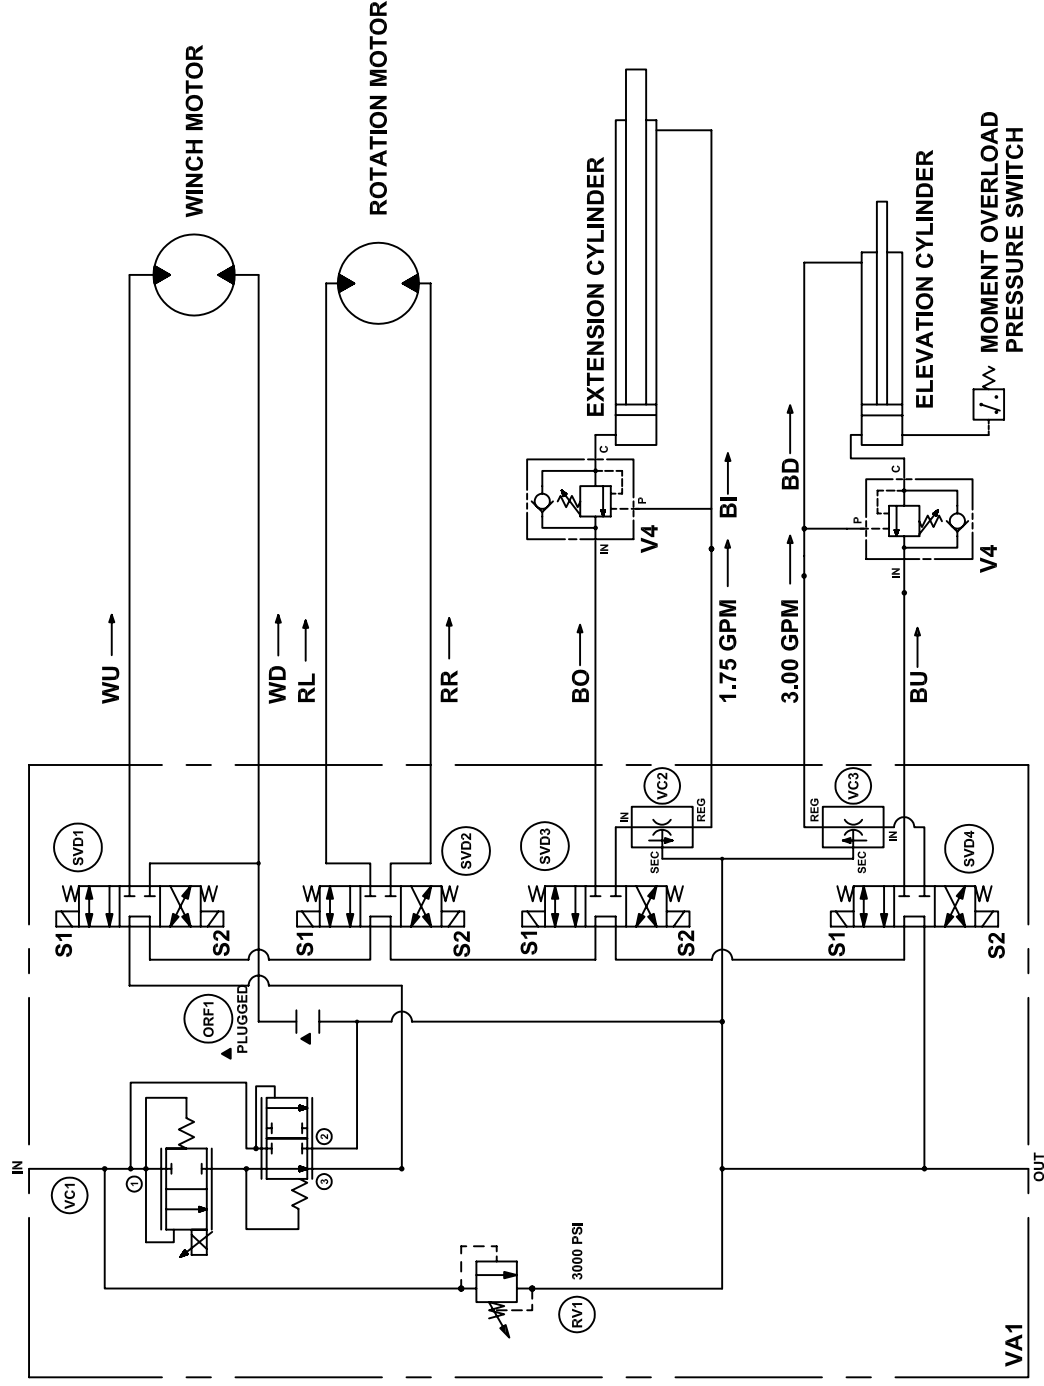 WINCH MOTOR
ROTATION MOTOR
EXTENSION CYLINDER
ELEVATION CYLINDER
MOMENT OVERLOAD
PRESSURE SWITCH
WU
WD
RL
RR
BO
BI
1.75 GPM
BD
3.00 GPM
BU
C
P
IN
V4
C
P
IN
V4
SVD1
S1
S2
SVD2
S1
S2
SVD3
S1
S2
SVD4
S1
S2
VC2
IN
REG
SEC
VC3
REG
IN
SEC
ORF1
PLUGGED
IN
VC1
1
2
3
RV1
3000 PSI
OUT
VA1